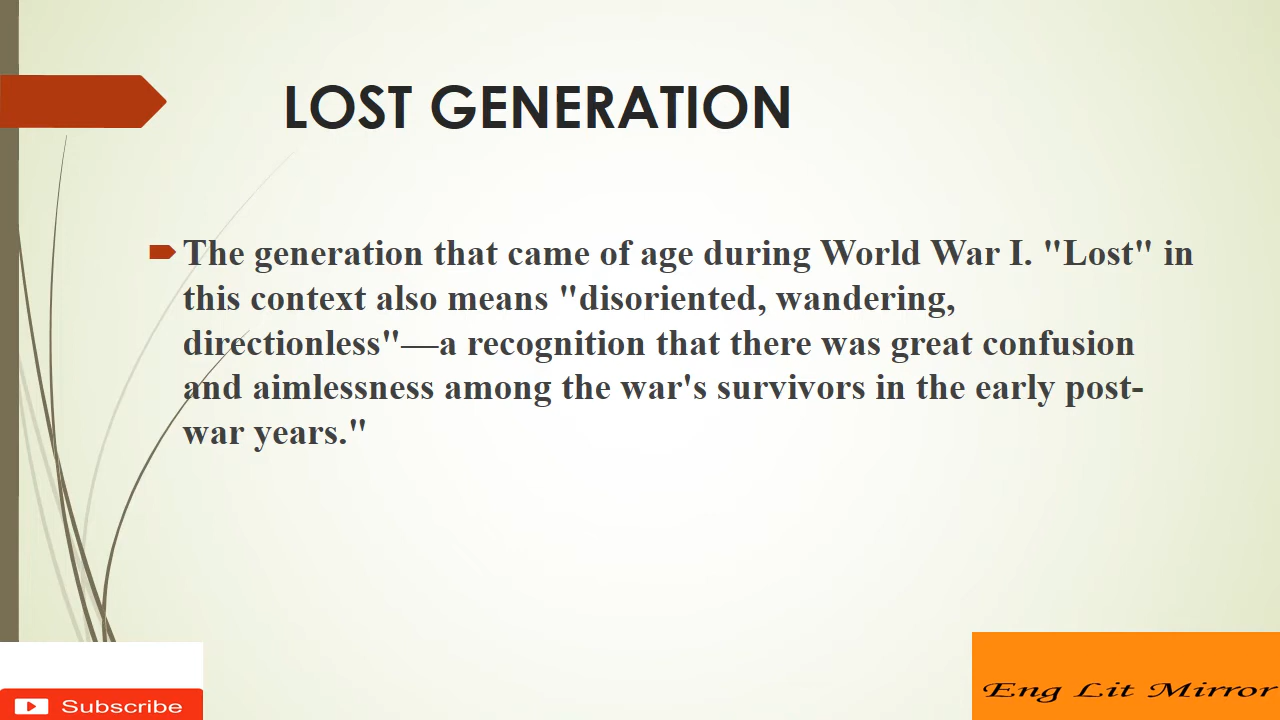 LOST GENERATION
The generation that came of age during World War I. "Lost" in
this context also means "disoriented, wandering,
directionless"—a recognition that there was great confusion
and aimlessness among the war's survivors in the early post-
war years."
Subscribe
Eng Lit Mirror